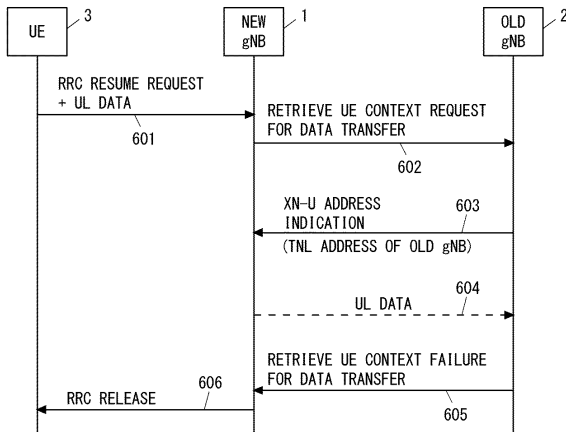 UE
3
NEW
gNB
1
OLD
gNB
2
RRC RESUME REQUEST
+ UL DATA
601
RETRIEVE UE CONTEXT REQUEST
FOR DATA TRANSFER
602
XN-U ADDRESS
INDICATION
603
(TNL ADDRESS OF OLD gNB)
UL DATA
604
RETRIEVE UE CONTEXT FAILURE
FOR DATA TRANSFER
605
RRC RELEASE
606